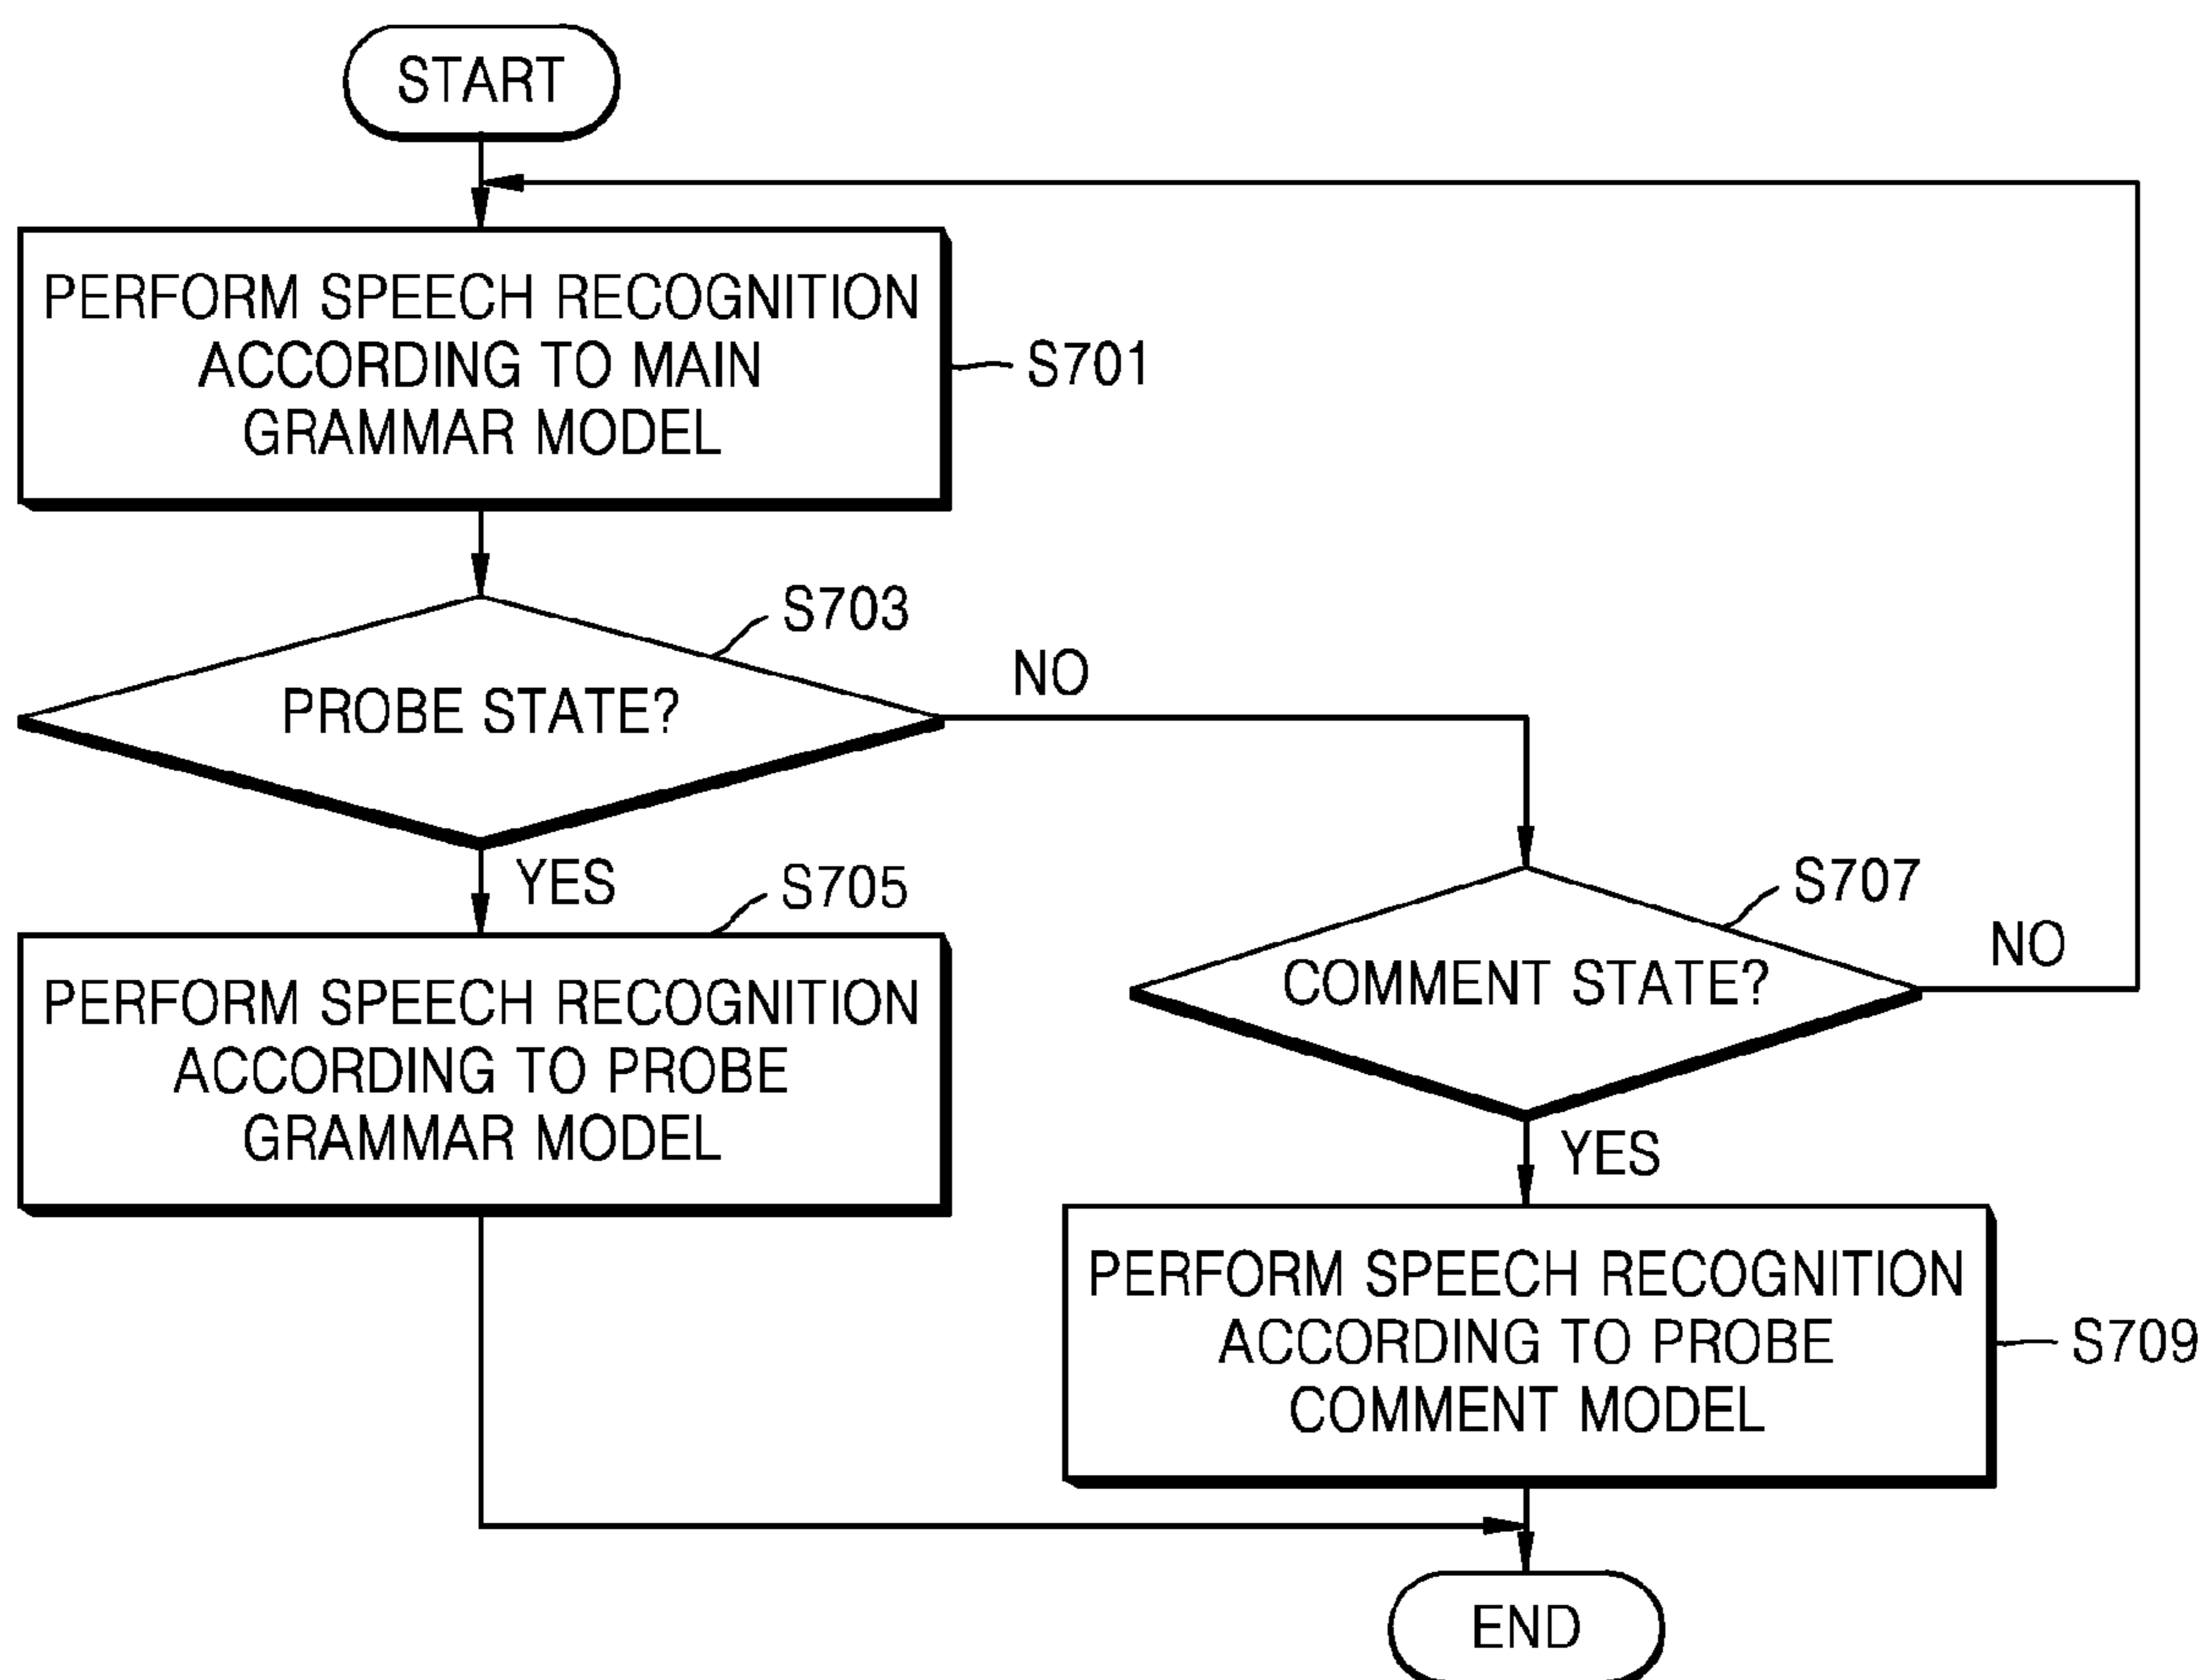 START
PERFORM SPEECH RECOGNITION
ACCORDING TO MAIN
GRAMMAR MODEL
S701
S703
PROBE STATE?
NO
YES
S705
PERFORM SPEECH RECOGNITION
ACCORDING TO PROBE
GRAMMAR MODEL
S707
COMMENT STATE?
NO
YES
PERFORM SPEECH RECOGNITION
ACCORDING TO PROBE
COMMENT MODEL
S709
END